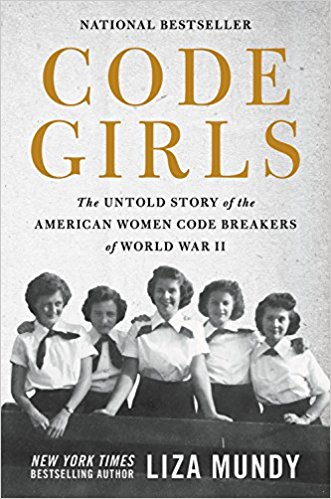 NATIONAL BESTSELLER
CODE
GIRLS
The UNTOLD STORY of the
AMERICAN WOMEN CODE BREAKERS
of WORLD WAR II
NEW YORK TIMES
BESTSELLING AUTHOR
LIZA MUNDY